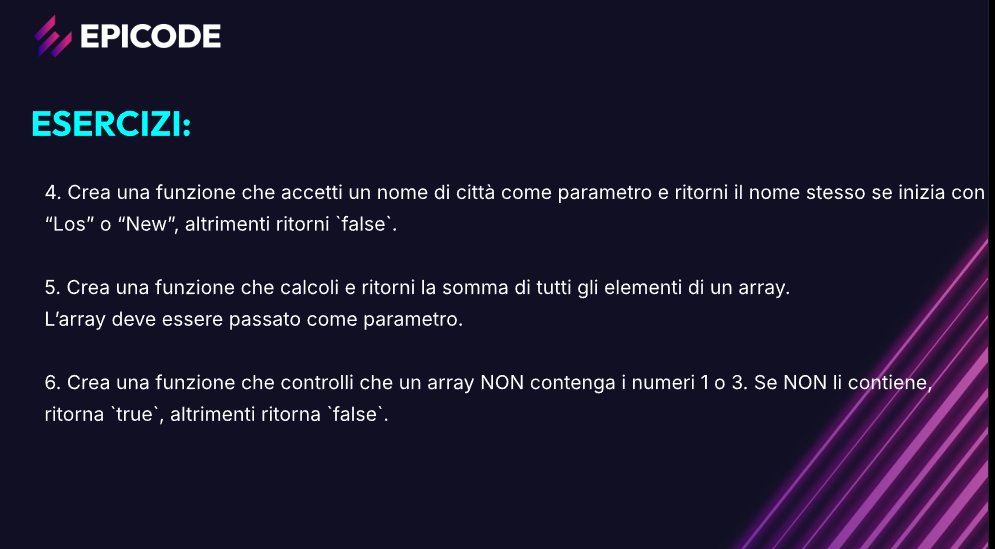 EPICODE
ESERCIZI:
4. Crea una funzione che accetti un nome di città come parametro e ritorni il nome stesso se inizia con
“Los” o “New”, altrimenti ritorni `false`.
5. Crea una funzione che calcoli e ritorni la somma di tutti gli elementi di un array.
L’array deve essere passato come parametro.
6. Crea una funzione che controlli che un array NON contenga i numeri 1 o 3. Se NON li contiene,
ritorna `true`, altrimenti ritorna `false`.